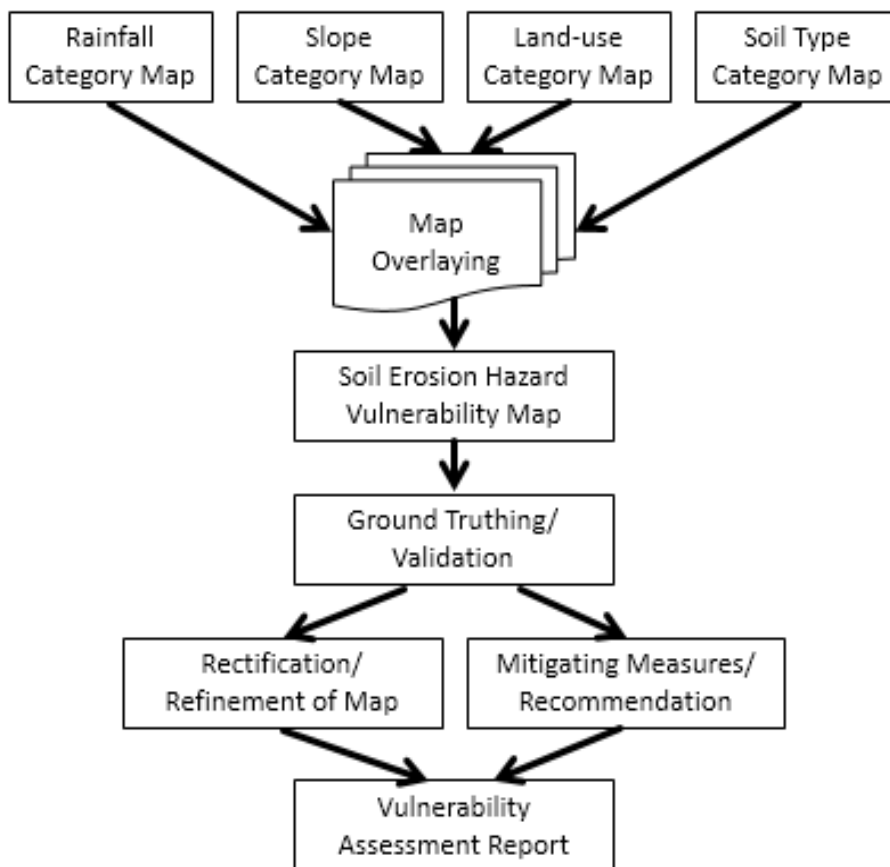 Rainfall
Category Map
Slope
Category Map
Land-use
Category Map
Soil Type
Category Map
Map
Overlaying
Soil Erosion Hazard
Vulnerability Map
Ground Truthing/
Validation
Rectification/
Refinement of Map
Mitigating Measures/
Recommendation
Vulnerability
Assessment Report